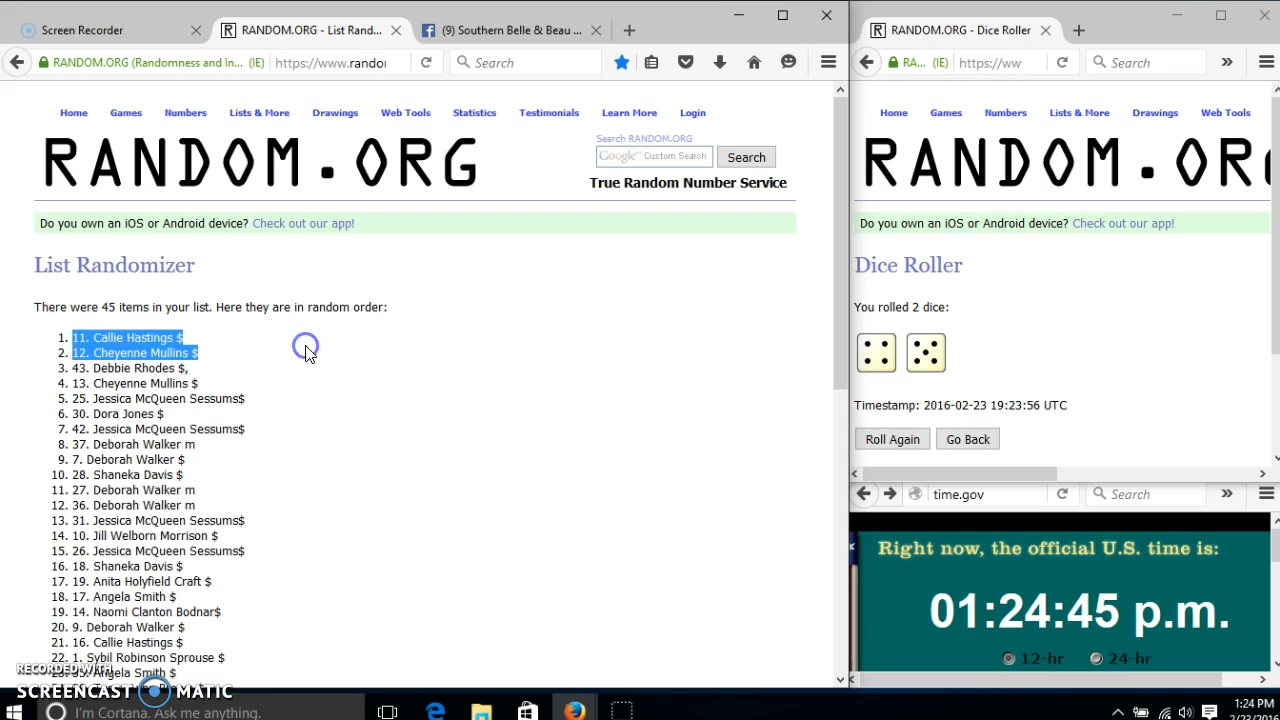 Screen Recorder
RANDOM.ORG - List Rand...
(9) Southern Belle & Beau ...
RANDOM.ORG (Randomness and In... (IE)
https://www.rando
Search
Home Games Numbers Lists & More Drawings Web Tools Statistics Testimonials Learn More Login
RANDOM.ORG
Search RANDOM.ORG
Google™ Custom Search
Search
True Random Number Service
Do you own an iOS or Android device? Check out our app!
List Randomizer
There were 45 items in your list. Here they are in random order:
1. 11. Callie Hastings $
2. 12. Cheyenne Mullins $
3. 43. Debbie Rhodes $,
4. 13. Cheyenne Mullins $
5. 25. Jessica McQueen Sessums$
6. 30. Dora Jones $
7. 42. Jessica McQueen Sessums$
8. 37. Deborah Walker m
9. 7. Deborah Walker $
10. 28. Shaneka Davis $
11. 27. Deborah Walker m
12. 36. Deborah Walker m
13. 31. Jessica McQueen Sessums$
14. 10. Jill Welborn Morrison $
15. 26. Jessica McQueen Sessums$
16. 18. Shaneka Davis $
17. 19. Anita Holyfield Craft $
18. 17. Angela Smith $
19. 14. Naomi Clanton Bodnar$
20. 9. Deborah Walker $
21. 16. Callie Hastings $
22. 1. Sybil Robinson Sprouse $
23. 35. Angela Smith $
RECORDED WITH
SCREENCAST MATIC
I'm Cortana. Ask me anything.
RANDOM.ORG - Dice Roller
RA... (IE)
https://ww
Search
Home Games Numbers Lists & More Drawings Web Tools
RANDOM.OR
Do you own an iOS or Android device? Check out our app!
Dice Roller
You rolled 2 dice:
Timestamp: 2016-02-23 19:23:56 UTC
Roll Again
Go Back
time.gov
Search
Right now, the official U.S. time is:
01:24:45 p.m.
12-hr 24-hr
1:24 PM
2/23/2016